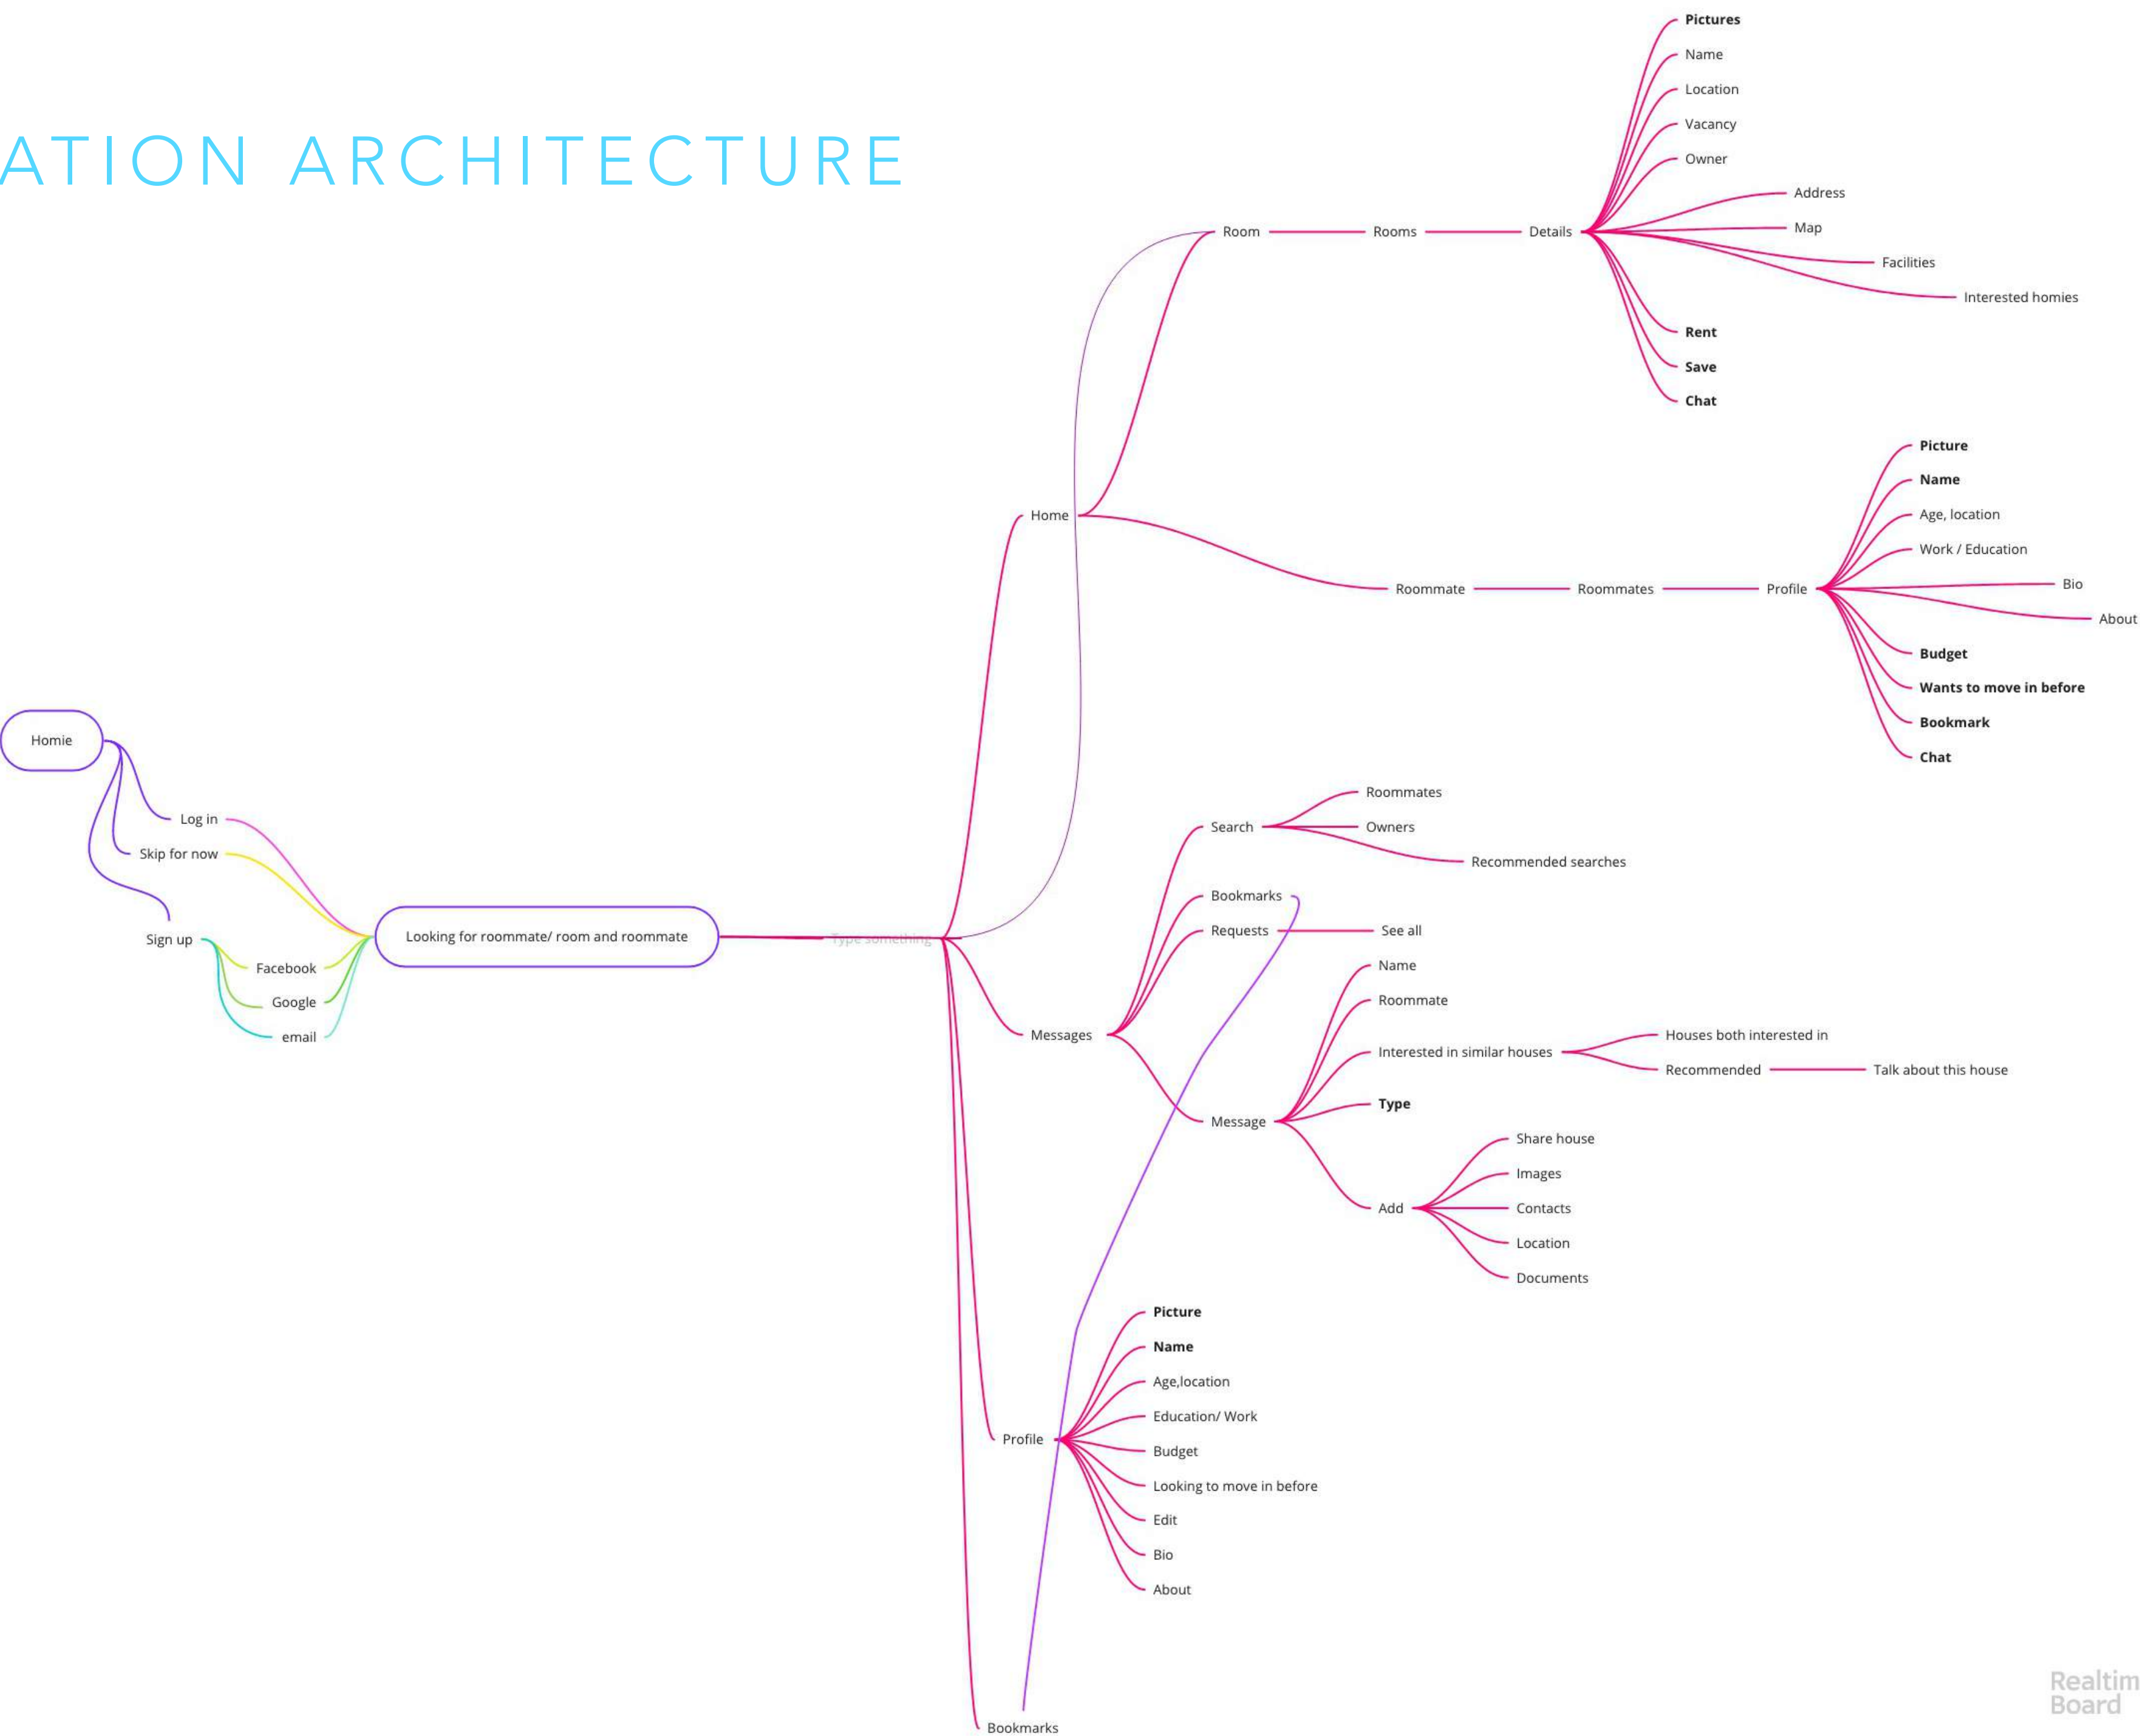 ATION ARCHITECTURE
Pictures
Name
Location
Vacancy
Owner
Address
Map
Facilities
Interested homies
Rent
Save
Chat
Room
Rooms
Details
Picture
Name
Age, location
Work / Education
Bio
About
Budget
Wants to move in before
Bookmark
Chat
Home
Roommate
Roommates
Profile
Homie
Log in
Skip for now
Sign up
Facebook
Google
email
Looking for roommate/ room and roommate
Type something
Messages
Search
Roommates
Owners
Recommended searches
Bookmarks
Requests
See all
Message
Name
Roommate
Interested in similar houses
Houses both interested in
Recommended
Talk about this house
Type
Add
Share house
Images
Contacts
Location
Documents
Profile
Picture
Name
Age,location
Education/ Work
Budget
Looking to move in before
Edit
Bio
About
Bookmarks
Realtim
Board